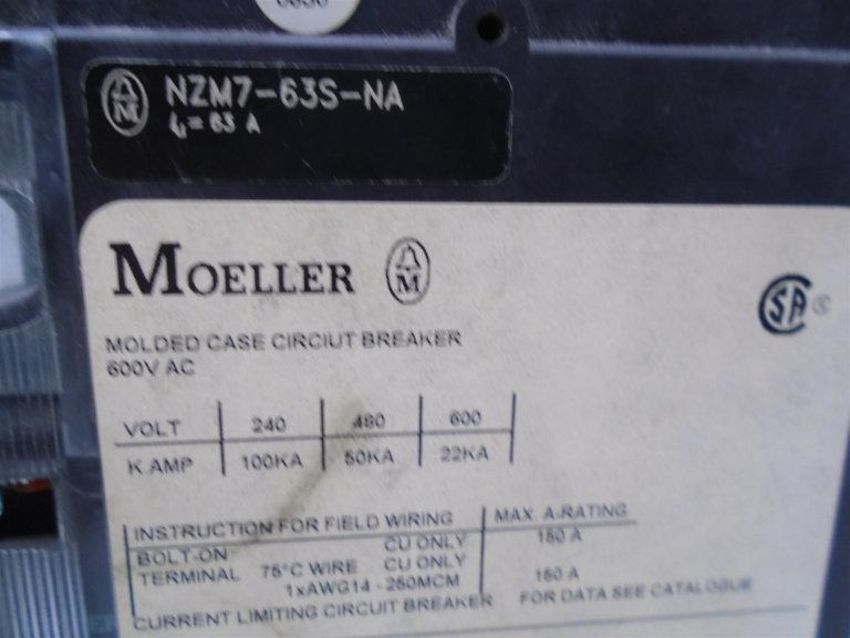 NZM7-63S-NA
I₁= 63 A
MOELLER
MOLDED CASE CIRCIUT BREAKER
600V AC
VOLT 240 480 600
K.AMP 100KA 50KA 22KA
INSTRUCTION FOR FIELD WIRING MAX. A-RATING
BOLT-ON CU ONLY 150 A
TERMINAL 75°C WIRE CU ONLY
1xAWG14 - 250MCM 150 A
CURRENT LIMITING CIRCUIT BREAKER FOR DATA SEE CATALOGUE